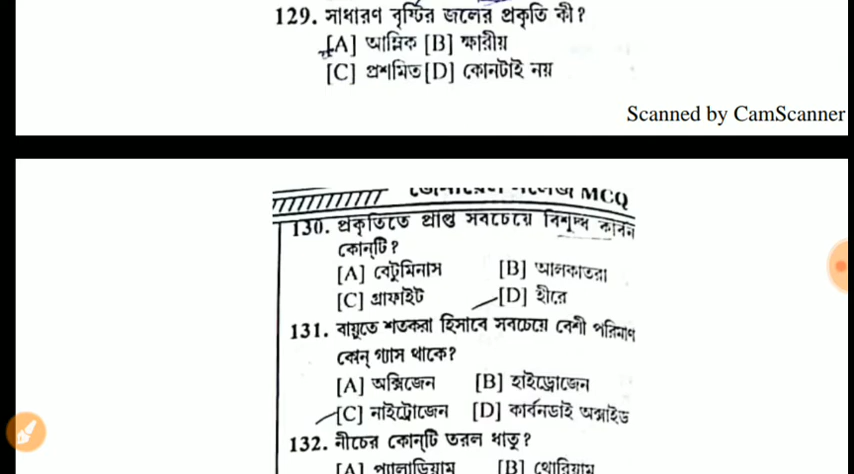 129. সাধারণ বৃষ্টির জলের প্রকৃতি কী?
[A] আম্লিক [B] ক্ষারীয়
[C] প্রশমিত [D] কোনটাই নয়
Scanned by CamScanner
MCQ
130. প্রকৃতিতে প্রাপ্ত সবচেয়ে বিশুদ্ধ কার্বন
কোন্‌টি?
[A] বেটুমিনাস [B] আলকাতরা
[C] গ্রাফাইট [D] হীরে
131. বায়ুতে শতকরা হিসাবে সবচেয়ে বেশী পরিমাণ
কোন্ গ্যাস থাকে?
[A] অক্সিজেন [B] হাইড্রোজেন
[C] নাইট্রোজেন [D] কার্বনডাই অক্সাইড
132. নীচের কোন্‌টি তরল ধাতু?
[A] প্যালাডিয়াম [B] থোরিয়াম